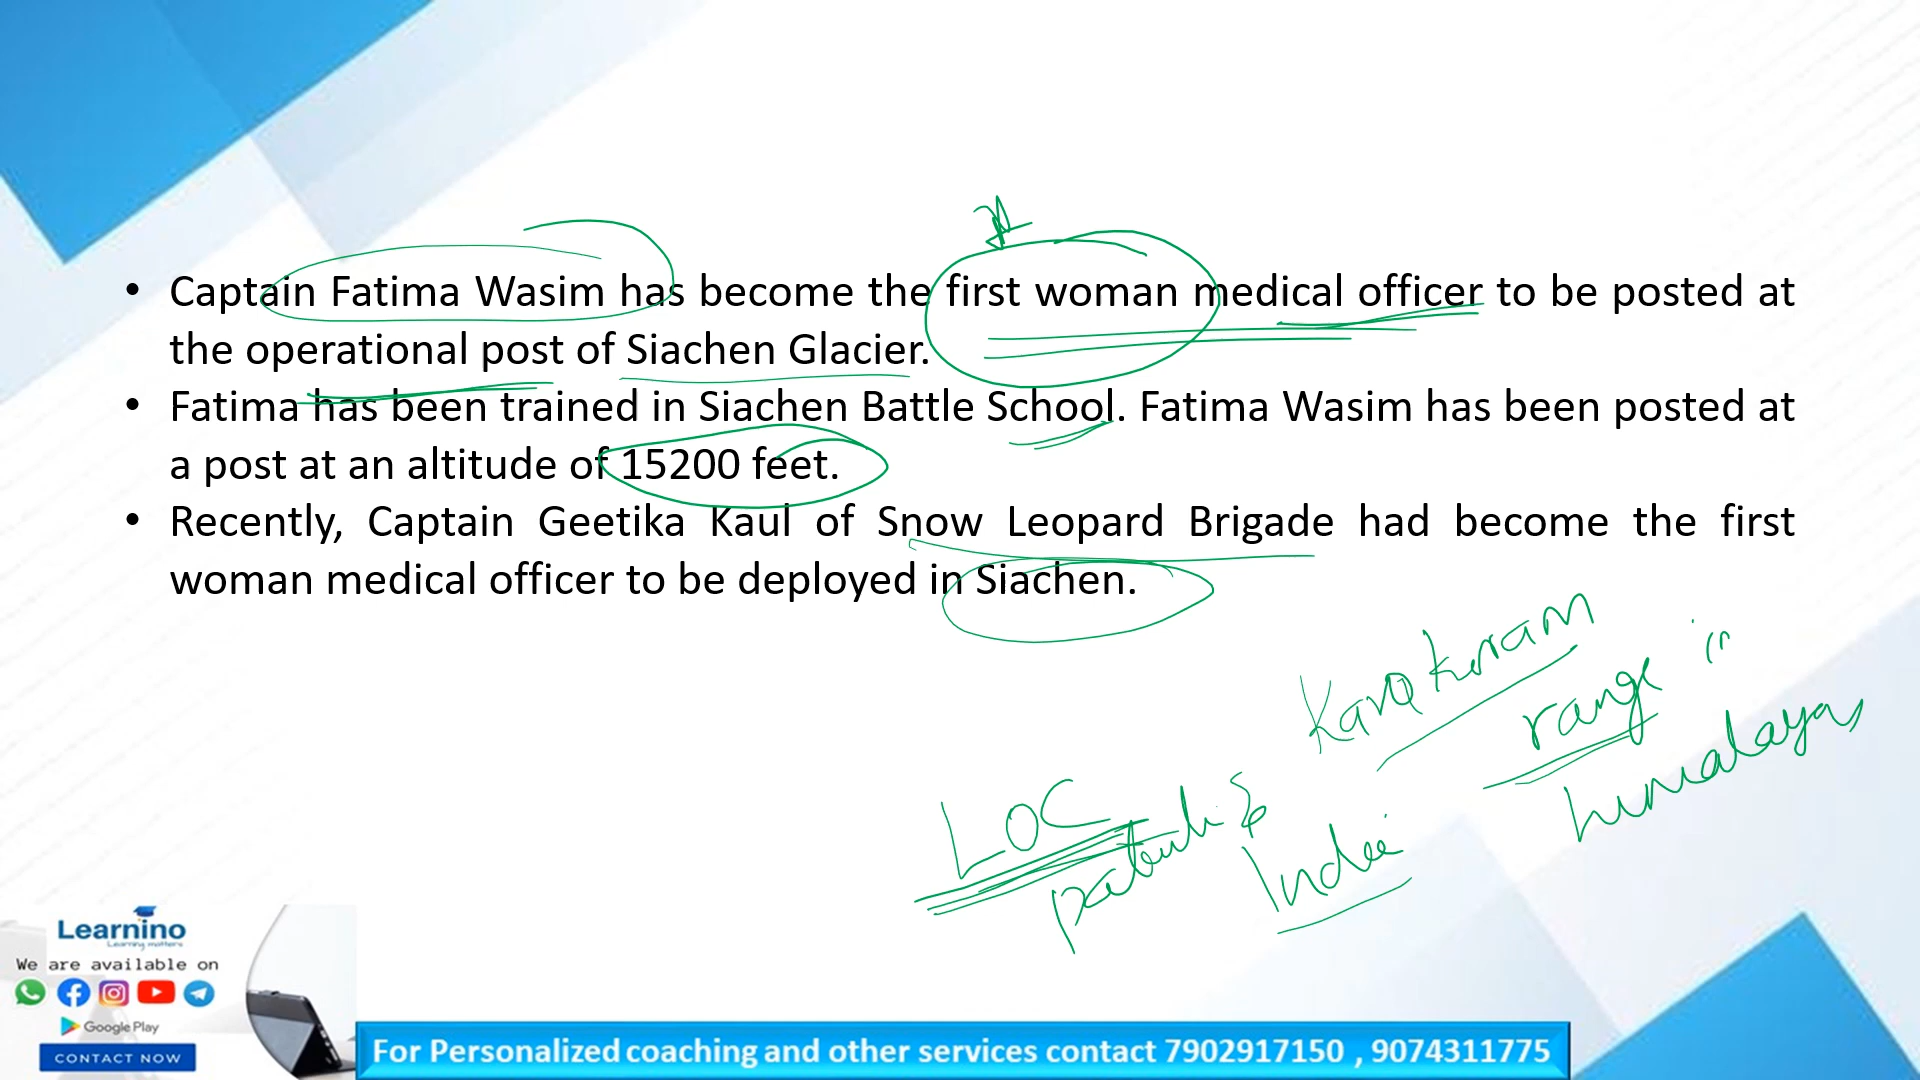 • Captain Fatima Wasim has become the first woman medical officer to be posted at
the operational post of Siachen Glacier.
• Fatima has been trained in Siachen Battle School. Fatima Wasim has been posted at
a post at an altitude of 15200 feet.
• Recently, Captain Geetika Kaul of Snow Leopard Brigade had become the first
woman medical officer to be deployed in Siachen.
Karakoram
range in
himalayas
LOC
&
India
Learnino
Learning matters
We are available on
Google Play
CONTACT NOW
For Personalized coaching and other services contact 7902917150 , 9074311775